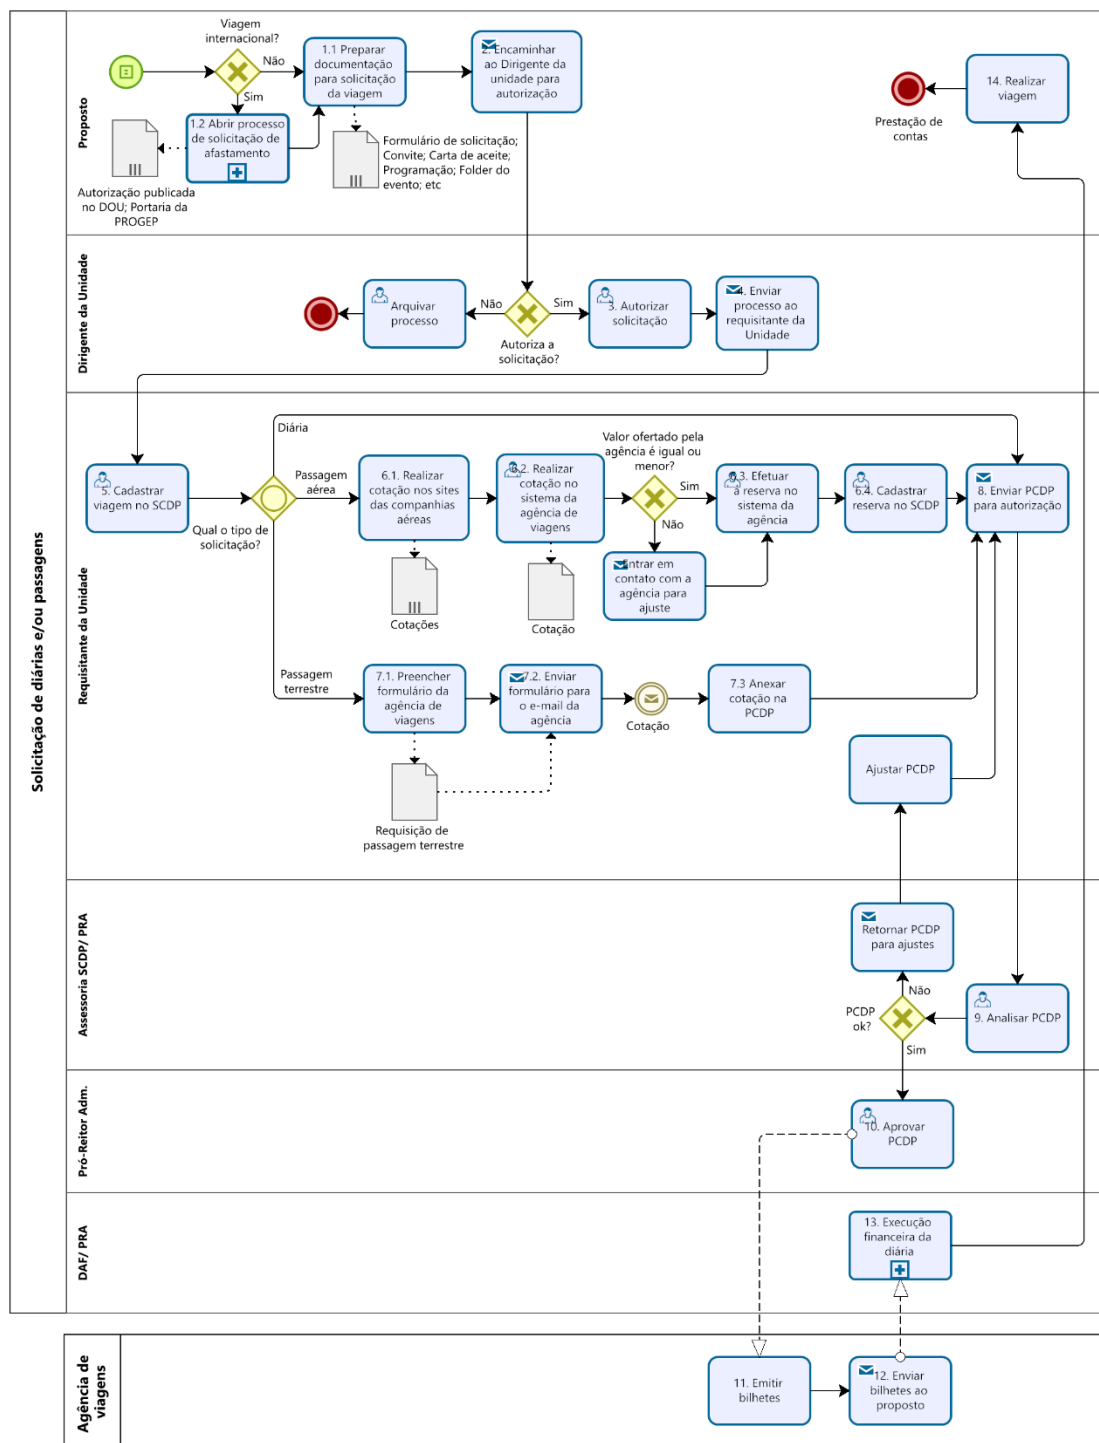 Solicitação de diárias e/ou passagens
Proposto
Viagem
internacional?
Não
Sim
1.1 Preparar
documentação
para solicitação
da viagem
2. Encaminhar
ao Dirigente da
unidade para
autorização
1.2 Abrir processo
de solicitação de
afastamento
Autorização publicada
no DOU; Portaria da
PROGEP
Formulário de solicitação;
Convite; Carta de aceite;
Programação; Folder do
evento; etc
Prestação de
contas
14. Realizar
viagem
Dirigente da Unidade
Arquivar
processo
Não
Sim
Autoriza a
solicitação?
3. Autorizar
solicitação
4. Enviar
processo ao
requisitante da
Unidade
Requisitante da Unidade
5. Cadastrar
viagem no SCDP
Qual o tipo de
solicitação?
Diária
Passagem
aérea
Passagem
terrestre
6.1. Realizar
cotação nos sites
das companhias
aéreas
Cotações
6.2. Realizar
cotação no
sistema da
agência de
viagens
Cotação
Valor ofertado pela
agência é igual ou
menor?
Sim
Não
Entrar em
contato com a
agência para
ajuste
6.3. Efetuar
a reserva no
sistema da
agência
6.4. Cadastrar
reserva no SCDP
8. Enviar PCDP
para autorização
7.1. Preencher
formulário da
agência de
viagens
Requisição de
passagem terrestre
7.2. Enviar
formulário para
o e-mail da
agência
Cotação
7.3 Anexar
cotação na
PCDP
Ajustar PCDP
Assessoria SCDP/ PRA
Retornar PCDP
para ajustes
Não
PCDP
ok?
Sim
9. Analisar PCDP
Pró-Reitor Adm.
10. Aprovar
PCDP
DAF/ PRA
13. Execução
financeira da
diária
Agência de
viagens
11. Emitir
bilhetes
12. Enviar
bilhetes ao
proposto